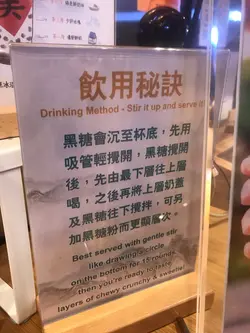 飲用秘訣
Drinking Method - Stir it up and serve it!
黑糖會沉至杯底，先用
吸管輕攪開，黑糖攪開
後，先由最下層往上層
喝，之後再將上層奶蓋
及黑糖往下攪拌，可另
加黑糖粉而更顯層次。
Best served with gentle stir
like drawing a circle
on the bottom for 15 rounds
then you're ready to
layers of chewy crunchy & sweetie!